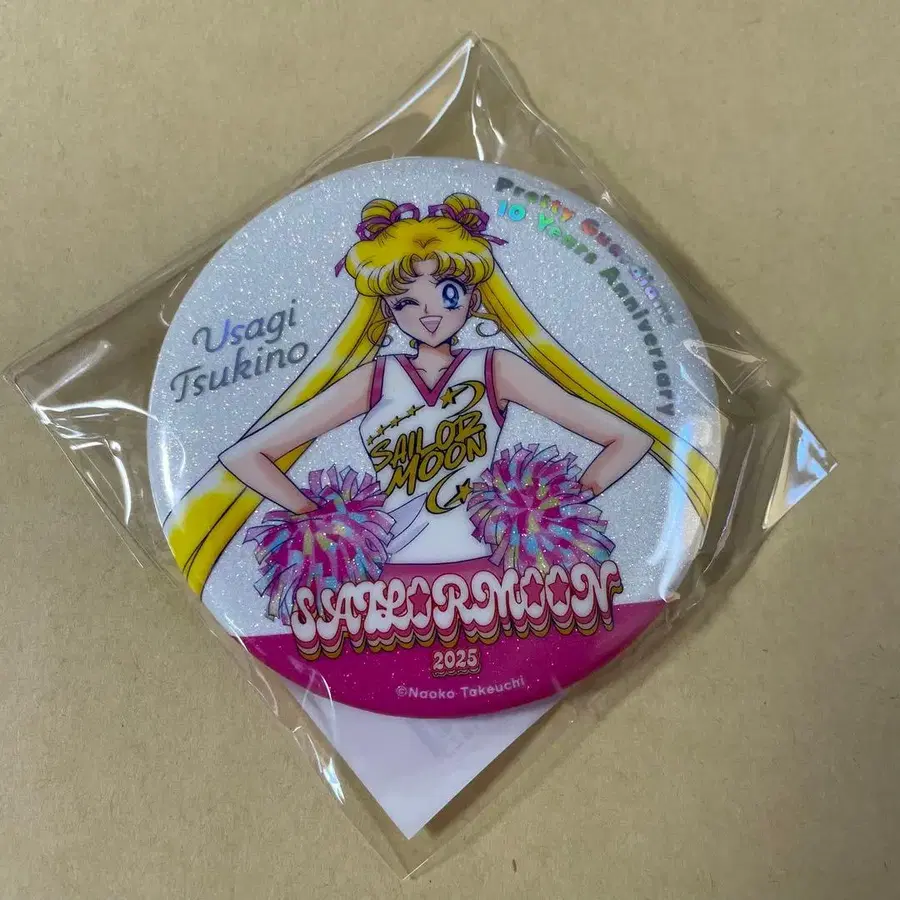 Pretty Guardians
10 Years Anniversary
Usagi
Tsukino
SAILOR
MOON
SAILORMOON
2025
©Naoko Takeuchi